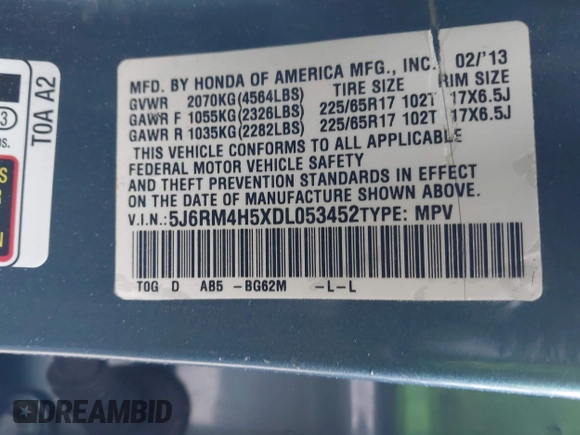 MFD. BY HONDA OF AMERICA MFG., INC. 02/'13
GVWR 2070KG(4564LBS) TIRE SIZE RIM SIZE
GAWR F 1055KG(2326LBS) 225/65R17 102T 17X6.5J
GAWR R 1035KG(2282LBS) 225/65R17 102T 17X6.5J
THIS VEHICLE CONFORMS TO ALL APPLICABLE
FEDERAL MOTOR VEHICLE SAFETY
AND THEFT PREVENTION STANDARDS IN EFFECT
ON THE DATE OF MANUFACTURE SHOWN ABOVE.
V.I.N.:5J6RM4H5XDL053452TYPE: MPV
TOG D AB5 -BG62M -L-L
TOA A2
3
DREAMBID